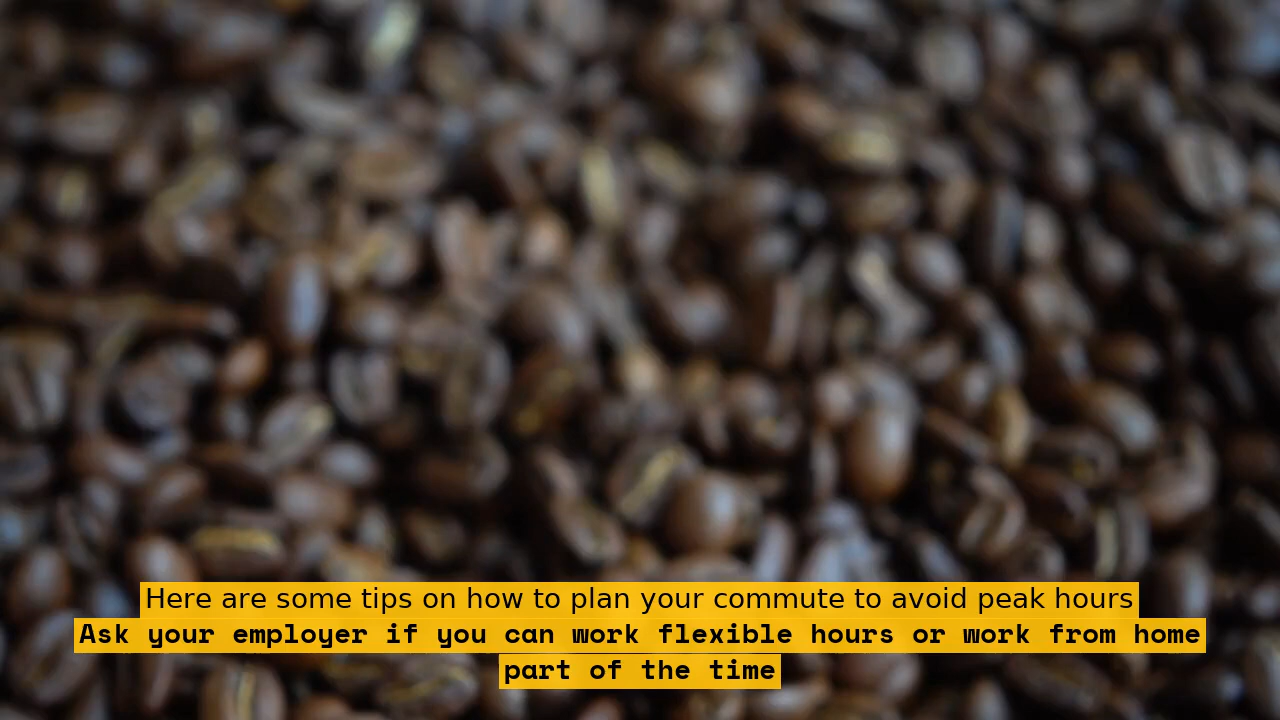 Here are some tips on how to plan your commute to avoid peak hours
Ask your employer if you can work flexible hours or work from home
part of the time